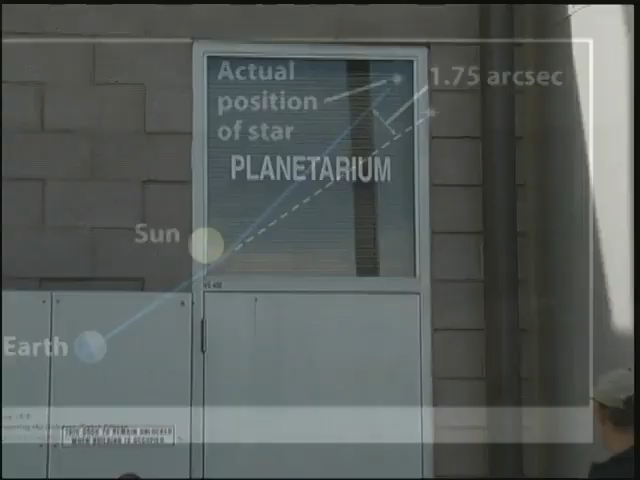 Actual
position
of star
1.75 arcsec
PLANETARIUM
Sun
Earth
THIS DOOR TO REMAIN UNLOCKED
WHEN BUILDING IS OCCUPIED